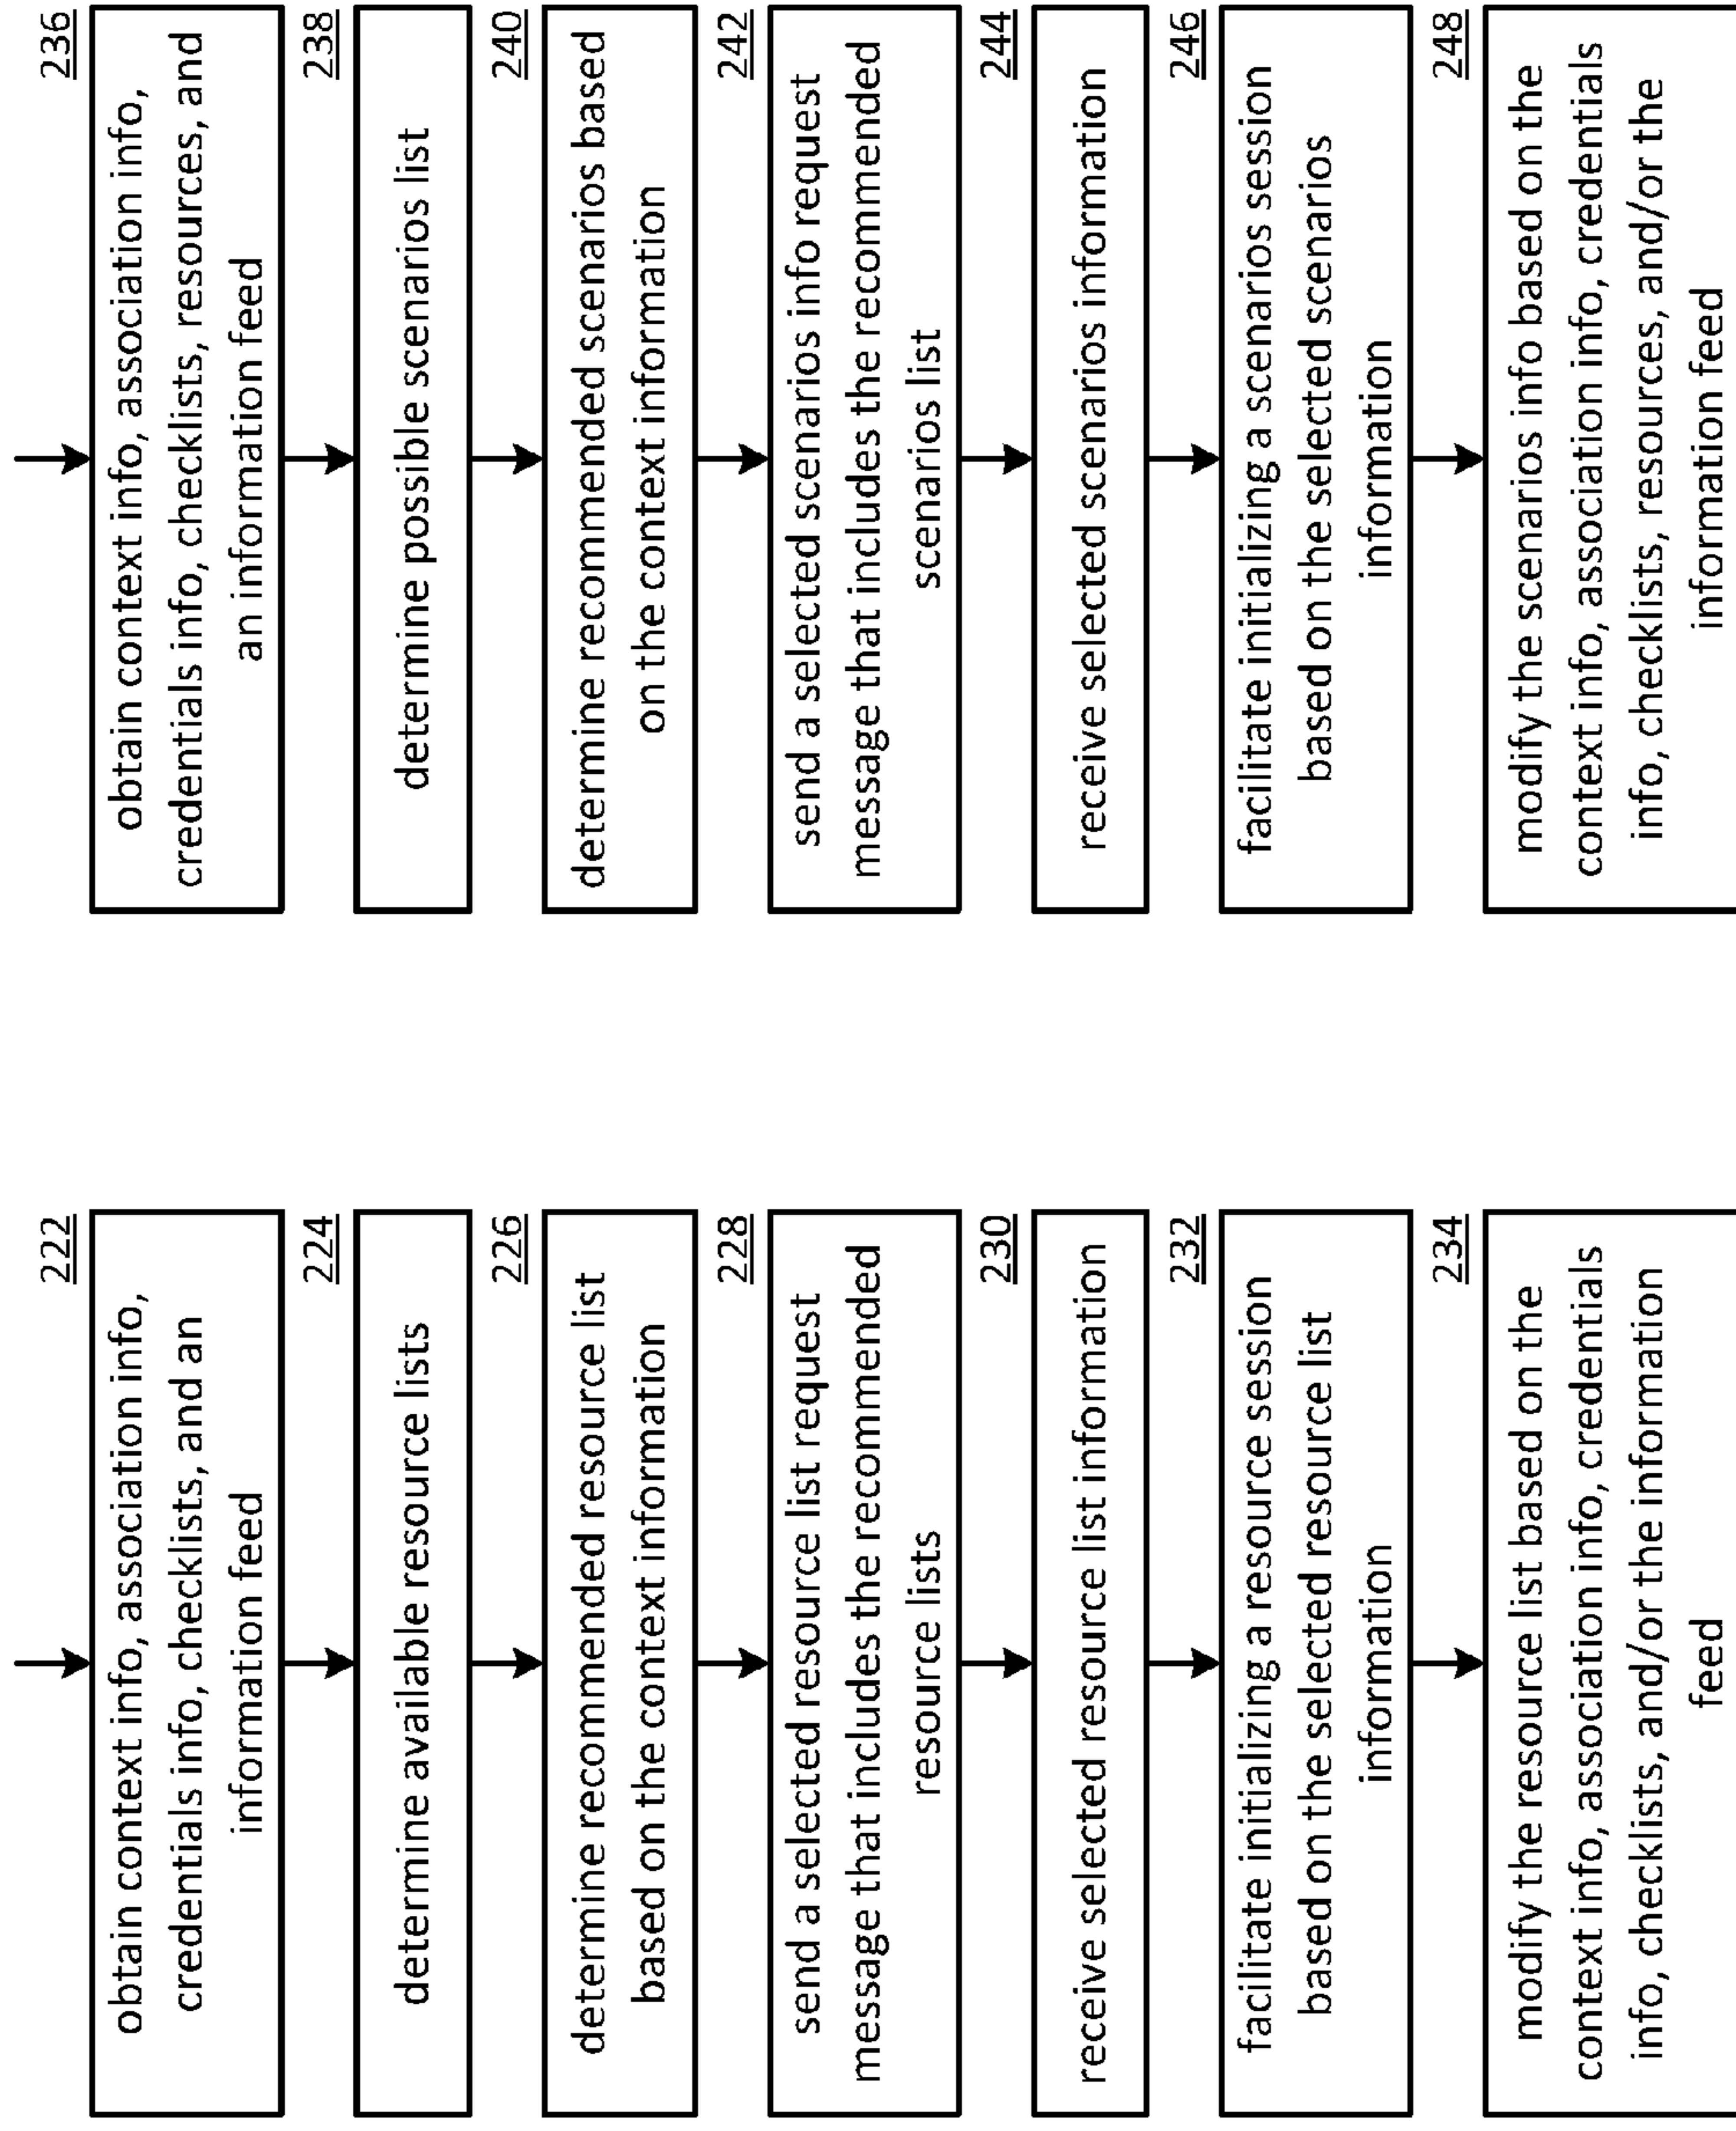 222
obtain context info, association info,
credentials info, checklists, and an
information feed
224
determine available resource lists
226
determine recommended resource list
based on the context information
228
send a selected resource list request
message that includes the recommended
resource lists
230
receive selected resource list information
232
facilitate initializing a resource session
based on the selected resource list
information
234
modify the resource list based on the
context info, association info, credentials
info, checklists, and/or the information
feed
236
obtain context info, association info,
credentials info, checklists, resources, and
an information feed
238
determine possible scenarios list
240
determine recommended scenarios based
on the context information
242
send a selected scenarios info request
message that includes the recommended
scenarios list
244
receive selected scenarios information
246
facilitate initializing a scenarios session
based on the selected scenarios
information
248
modify the scenarios info based on the
context info, association info, credentials
info, checklists, resources, and/or the
information feed